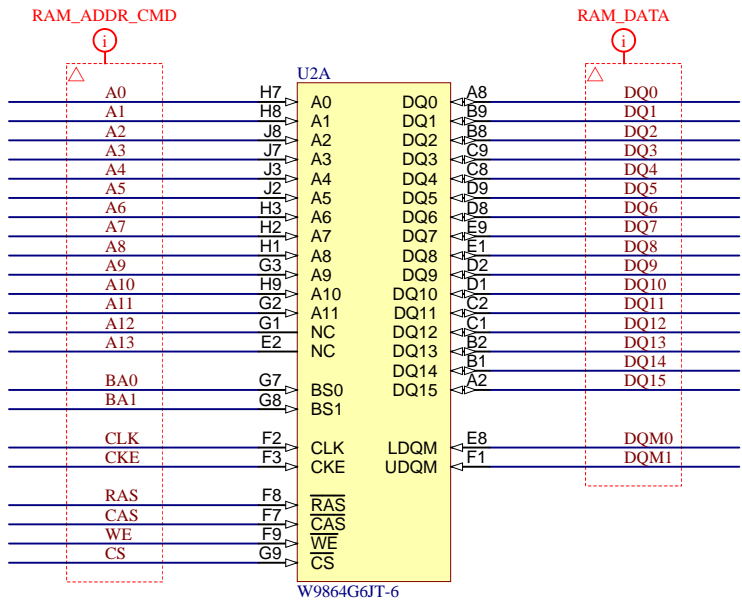 RAM_ADDR_CMD RAM_DATA
i i
U2A
A0 H7 A0 DQ0 A8 DQ0
A1 H8 A1 DQ1 B9 DQ1
A2 J8 A2 DQ2 B8 DQ2
A3 J7 A3 DQ3 C9 DQ3
A4 J3 A4 DQ4 C8 DQ4
A5 J2 A5 DQ5 D9 DQ5
A6 H3 A6 DQ6 D8 DQ6
A7 H2 A7 DQ7 E9 DQ7
A8 H1 A8 DQ8 E1 DQ8
A9 G3 A9 DQ9 D2 DQ9
A10 H9 A10 DQ10 D1 DQ10
A11 G2 A11 DQ11 C2 DQ11
A12 G1 NC DQ12 C1 DQ12
A13 E2 NC DQ13 B2 DQ13
DQ14 B1 DQ14
BA0 G7 BS0 DQ15 A2 DQ15
BA1 G8 BS1
CLK F2 CLK LDQM E8 DQM0
CKE F3 CKE UDQM F1 DQM1
RAS F8 RAS
CAS F7 CAS
WE F9 WE
CS G9 CS
W9864G6JT-6